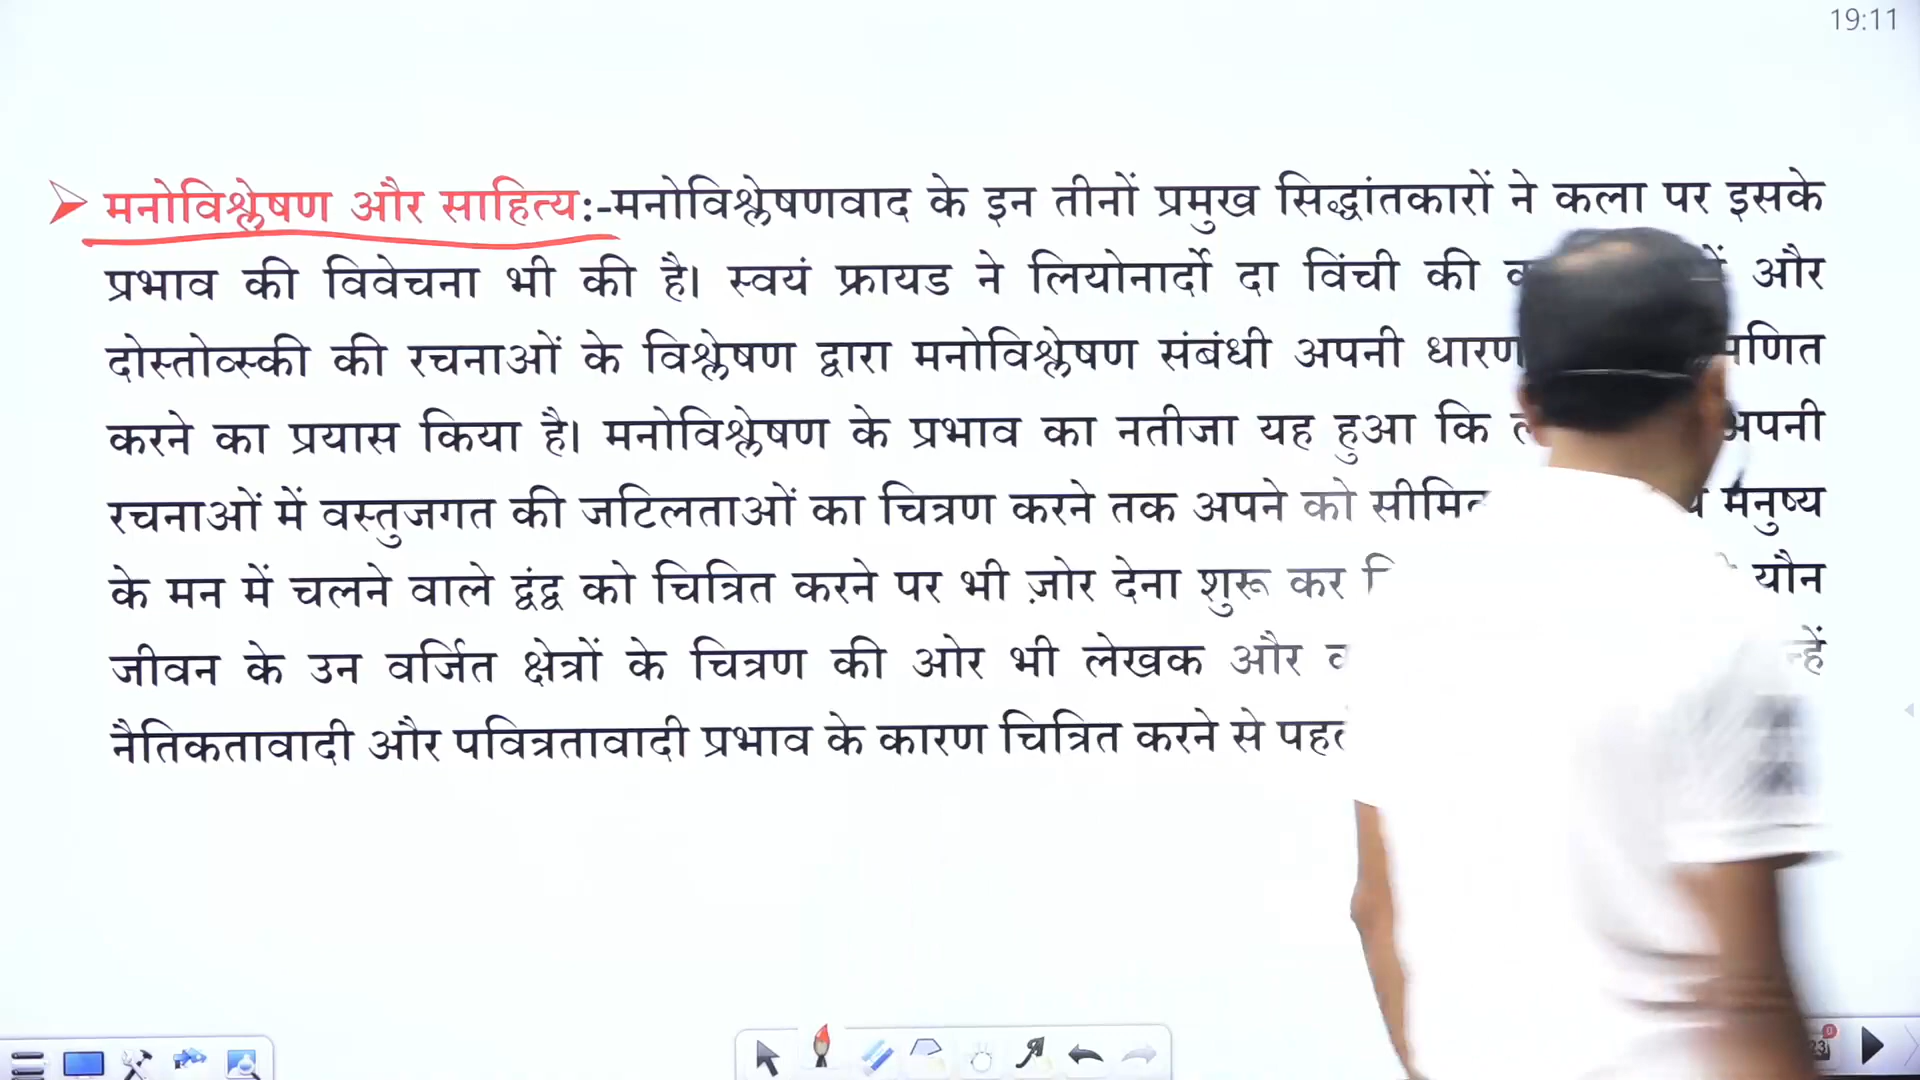 19:11
मनोविश्लेषण और साहित्य:-मनोविश्लेषणवाद के इन तीनों प्रमुख सिद्धांतकारों ने कला पर इसके
प्रभाव की विवेचना भी की है। स्वयं फ्रायड ने लियोनार्दो दा विंची की और
दोस्तोव्स्की की रचनाओं के विश्लेषण द्वारा मनोविश्लेषण संबंधी अपनी
करने का प्रयास किया है। मनोविश्लेषण के प्रभाव का नतीजा यह हुआ कि अपनी
रचनाओं में वस्तुजगत की जटिलताओं का चित्रण करने तक अपने को मनुष्य
के मन में चलने वाले द्वंद्व को चित्रित करने पर भी ज़ोर देना शुरू कर यौन
जीवन के उन वर्जित क्षेत्रों के चित्रण की ओर भी लेखक और
नैतिकतावादी और पवित्रतावादी प्रभाव के कारण चित्रित करने से